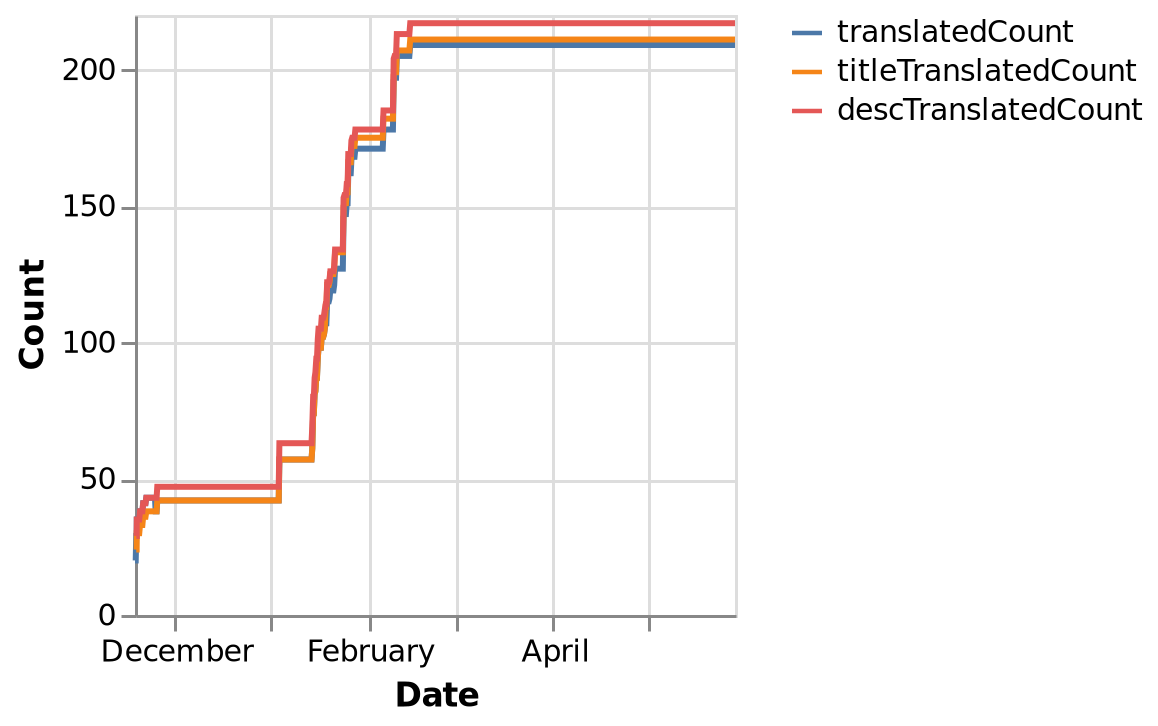 translatedCount
titleTranslatedCount
descTranslatedCount
200
150
100
50
0
Count
December February April
Date